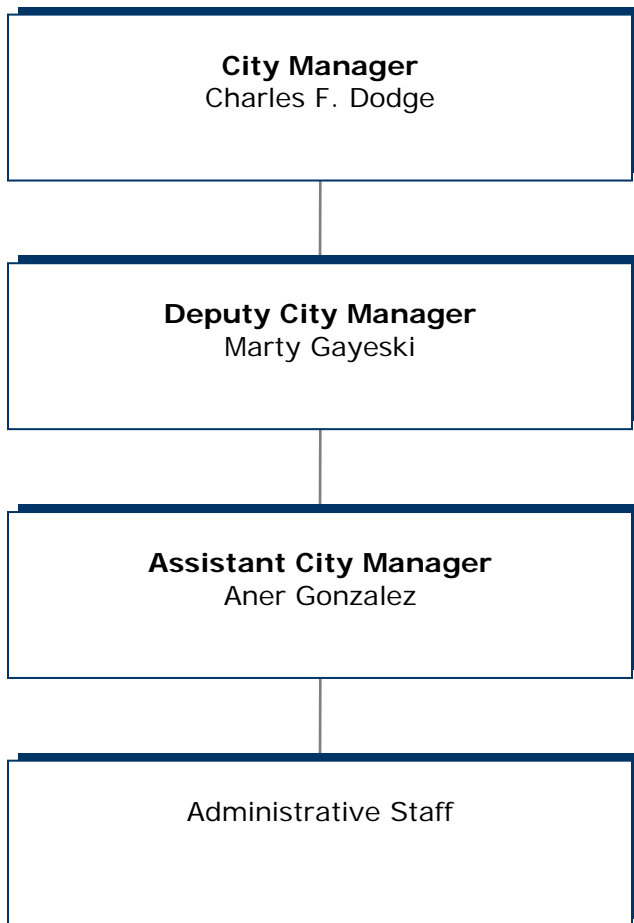 City Manager
Charles F. Dodge
Deputy City Manager
Marty Gayeski
Assistant City Manager
Aner Gonzalez
Administrative Staff